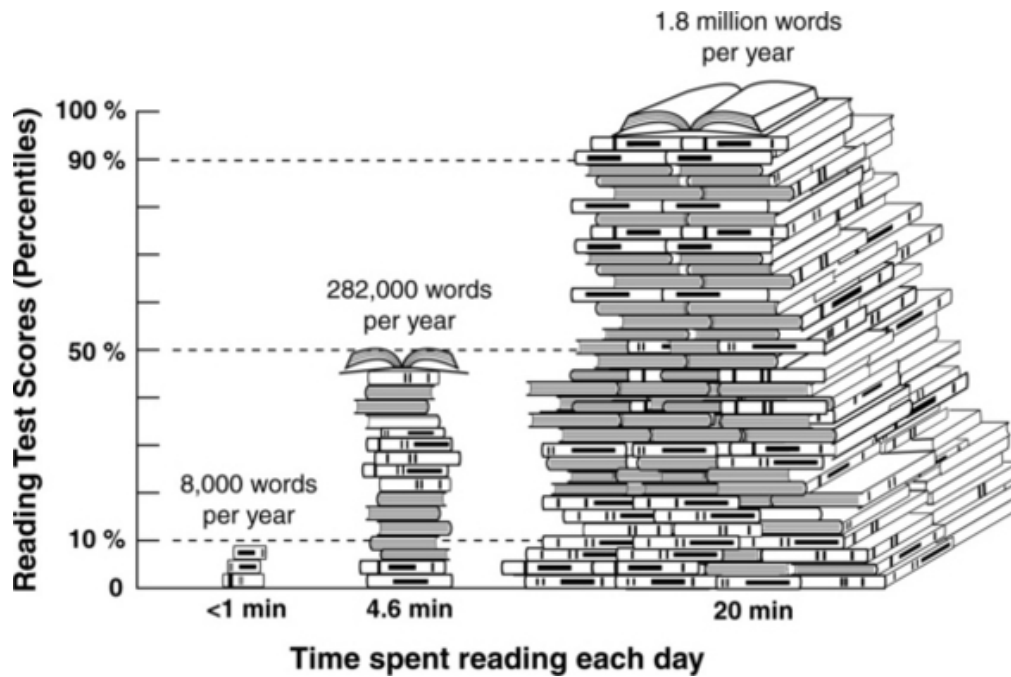 1.8 million words
per year
100 %
90 %
282,000 words
per year
50 %
8,000 words
per year
10 %
0
<1 min
4.6 min
20 min
Reading Test Scores (Percentiles)
Time spent reading each day